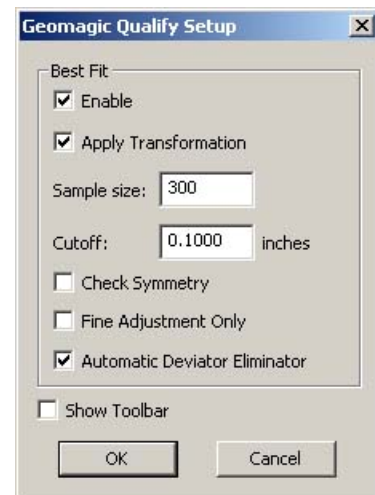 Geomagic Qualify Setup
Best Fit
Enable
Apply Transformation
Sample size: 300
Cutoff: 0.1000 inches
Check Symmetry
Fine Adjustment Only
Automatic Deviator Eliminator
Show Toolbar
OK Cancel